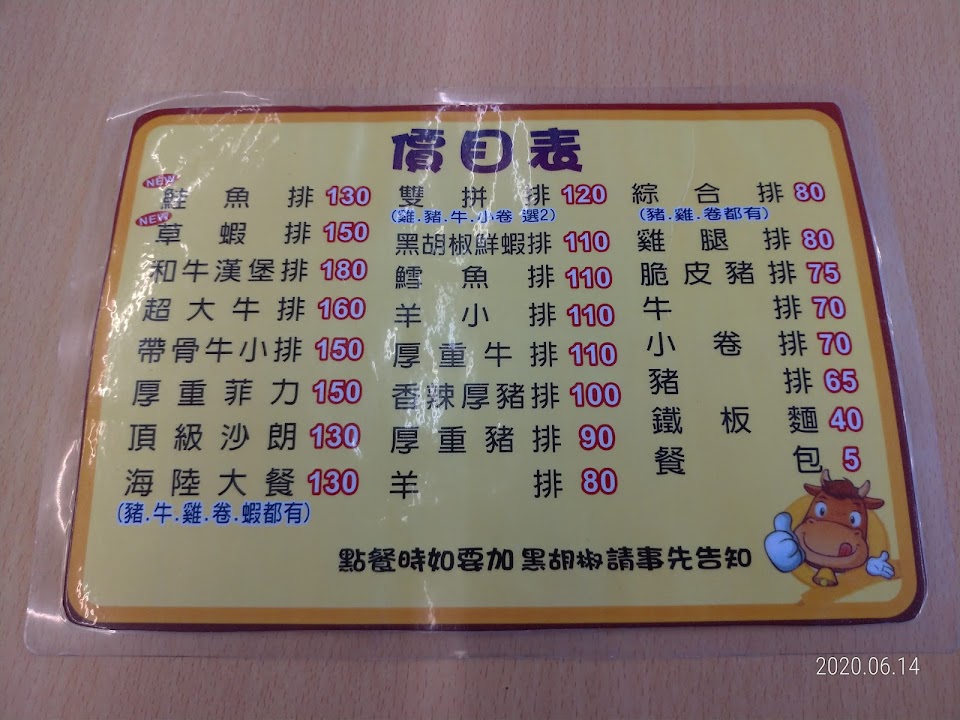 價目表
NEW
鮭魚排 130
NEW
草蝦排 150
和牛漢堡排 180
超大牛排 160
帶骨牛小排 150
厚重菲力 150
頂級沙朗 130
海陸大餐 130
(豬.牛.雞.卷.蝦都有)
雙拼排 120
(雞.豬.牛.小卷 選2)
黑胡椒鮮蝦排 110
鱈魚排 110
羊小排 110
厚重牛排 110
香辣厚豬排 100
厚重豬排 90
羊排 80
綜合排 80
(豬.雞.卷都有)
雞腿排 80
脆皮豬排 75
牛排 70
小卷排 70
豬排 65
鐵板麵 40
餐包 5
點餐時如要加黑胡椒請事先告知
2020.06.14